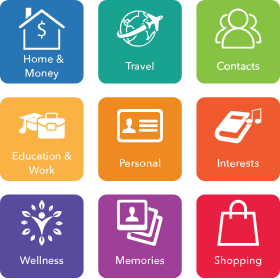 $
Home &
Money
Travel
Contacts
Education &
Work
Personal
Interests
Wellness
Memories
Shopping